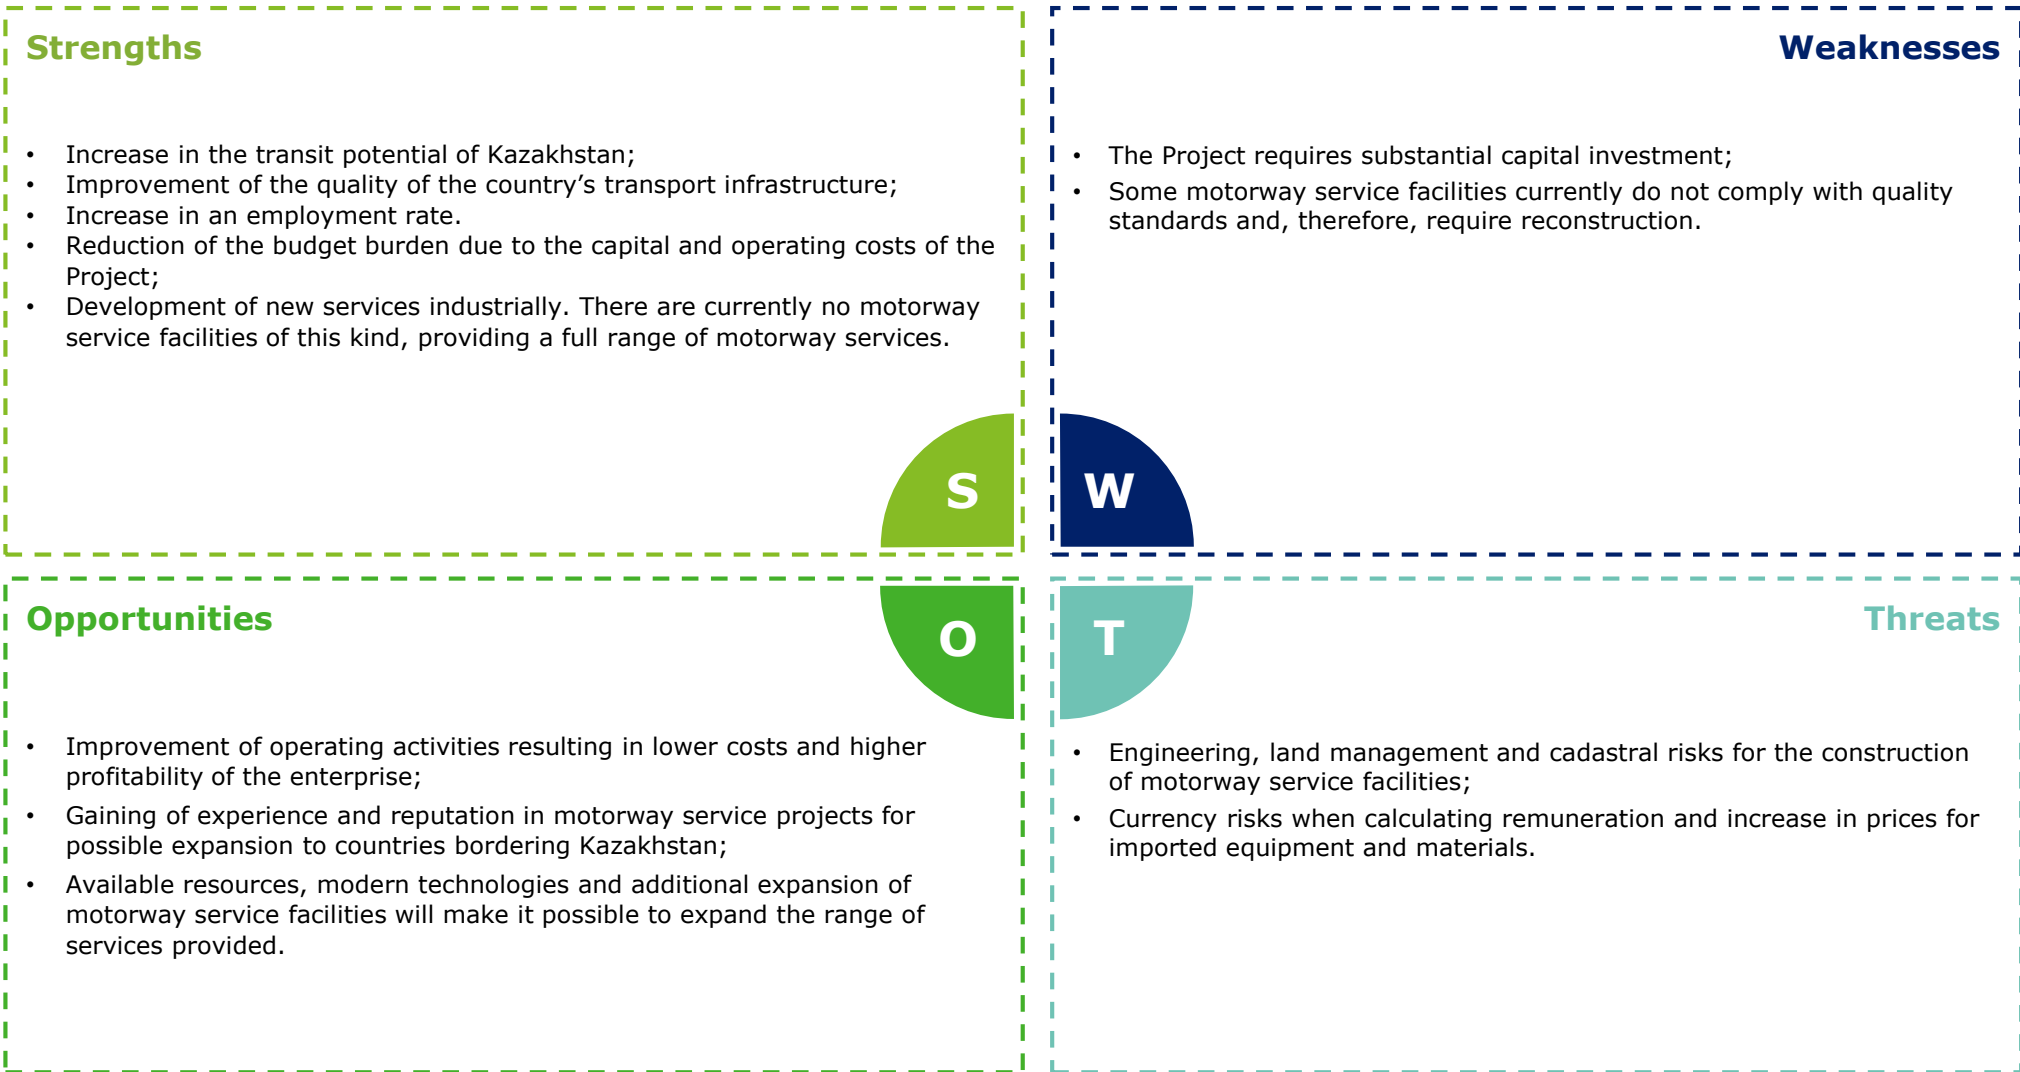 Strengths
• Increase in the transit potential of Kazakhstan;
• Improvement of the quality of the country’s transport infrastructure;
• Increase in an employment rate.
• Reduction of the budget burden due to the capital and operating costs of the
Project;
• Development of new services industrially. There are currently no motorway
service facilities of this kind, providing a full range of motorway services.
S
Weaknesses
• The Project requires substantial capital investment;
• Some motorway service facilities currently do not comply with quality
standards and, therefore, require reconstruction.
W
Opportunities
O
• Improvement of operating activities resulting in lower costs and higher
profitability of the enterprise;
• Gaining of experience and reputation in motorway service projects for
possible expansion to countries bordering Kazakhstan;
• Available resources, modern technologies and additional expansion of
motorway service facilities will make it possible to expand the range of
services provided.
Threats
T
• Engineering, land management and cadastral risks for the construction
of motorway service facilities;
• Currency risks when calculating remuneration and increase in prices for
imported equipment and materials.